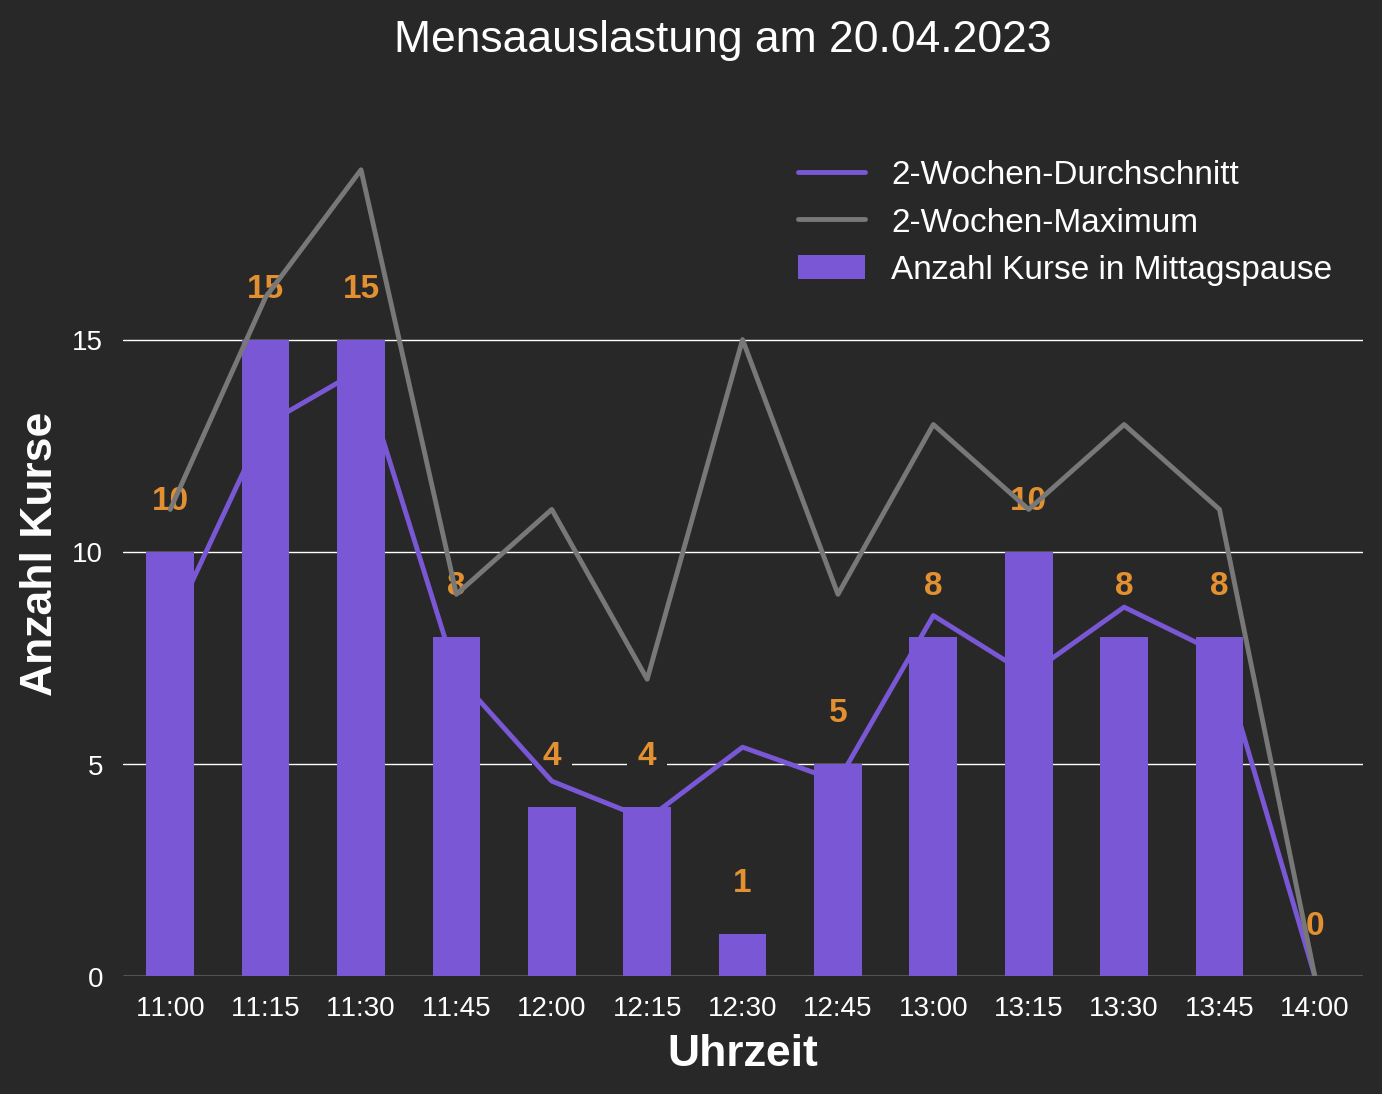 Mensaauslastung am 20.04.2023
2-Wochen-Durchschnitt
2-Wochen-Maximum
Anzahl Kurse in Mittagspause
15 15
15
10 10
10
8 8 8 8
5
4 4
5
1
0
0
Anzahl Kurse
11:00 11:15 11:30 11:45 12:00 12:15 12:30 12:45 13:00 13:15 13:30 13:45 14:00
Uhrzeit